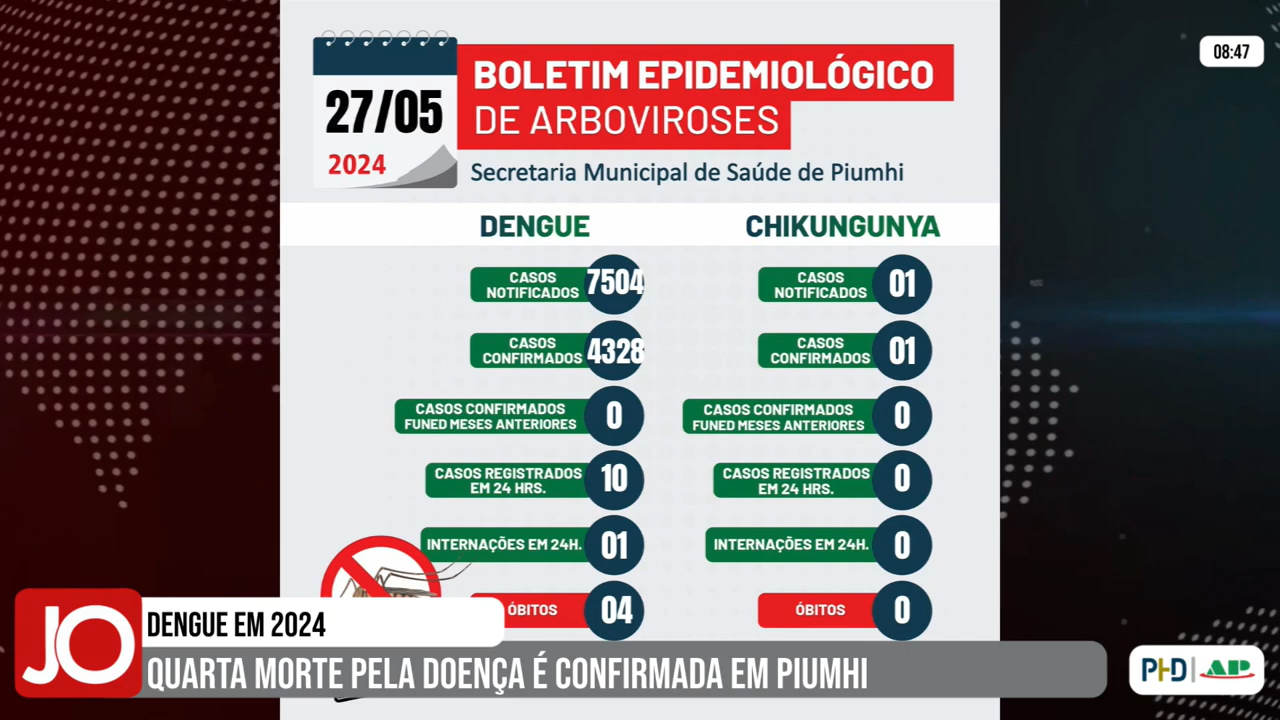 08:47
27/05
2024
BOLETIM EPIDEMIOLÓGICO
DE ARBOVIROSES
Secretaria Municipal de Saúde de Piumhi
DENGUE
CASOS
NOTIFICADOS
7504
CASOS
CONFIRMADOS
4328
CASOS CONFIRMADOS
FUNED MESES ANTERIORES
0
CASOS REGISTRADOS
EM 24 HRS.
10
INTERNAÇÕES EM 24H.
01
ÓBITOS
04
CHIKUNGUNYA
CASOS
NOTIFICADOS
01
CASOS
CONFIRMADOS
01
CASOS CONFIRMADOS
FUNED MESES ANTERIORES
0
CASOS REGISTRADOS
EM 24 HRS.
0
INTERNAÇÕES EM 24H.
0
ÓBITOS
0
JO
DENGUE EM 2024
QUARTA MORTE PELA DOENÇA É CONFIRMADA EM PIUMHI
PHD | AP